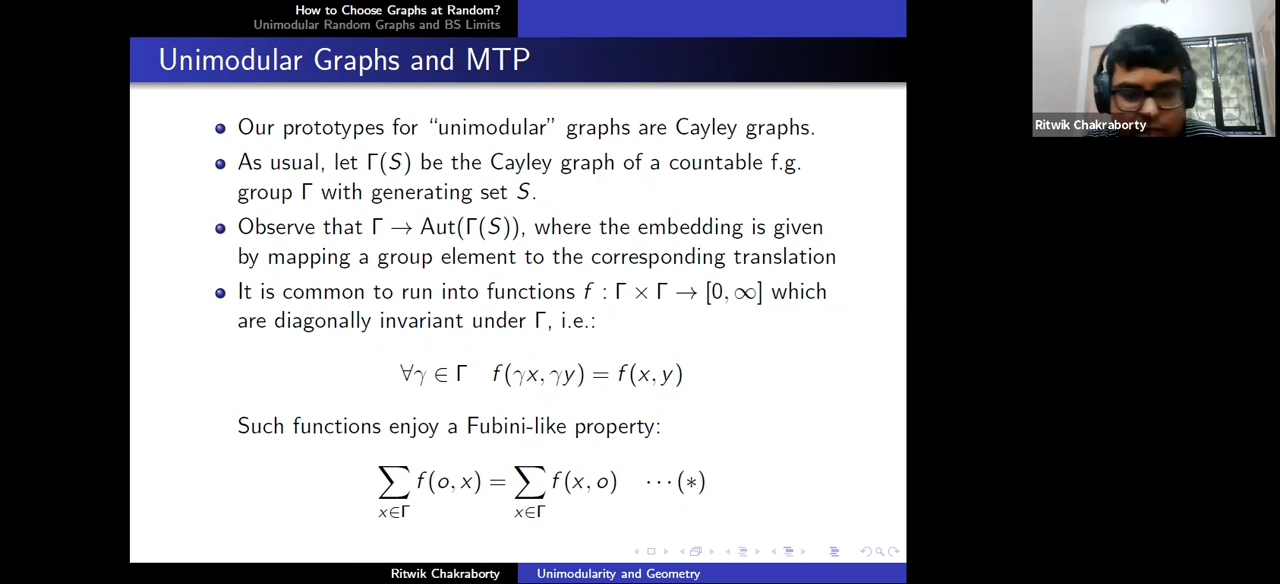 How to Choose Graphs at Random?
Unimodular Random Graphs and BS Limits
Unimodular Graphs and MTP
Our prototypes for “unimodular” graphs are Cayley graphs.
As usual, let Γ(S) be the Cayley graph of a countable f.g.
group Γ with generating set S.
Observe that Γ → Aut(Γ(S)), where the embedding is given
by mapping a group element to the corresponding translation
It is common to run into functions f : Γ × Γ → [0, ∞] which
are diagonally invariant under Γ, i.e.:
∀γ ∈ Γ f(γx, γy) = f(x, y)
Such functions enjoy a Fubini-like property:
∑ f(o, x) = ∑ f(x, o) ⋯ (∗)
x∈Γ x∈Γ
Ritwik Chakraborty Unimodularity and Geometry
Ritwik Chakraborty